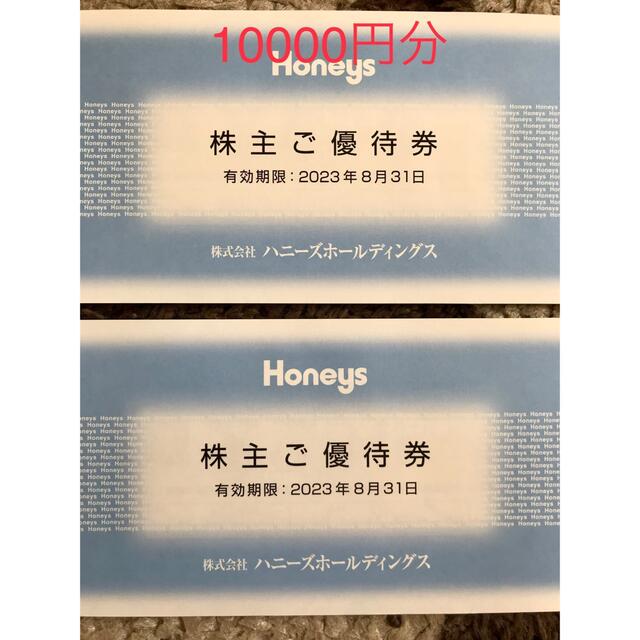 10000円分
Honeys
株主ご優待券
有効期限：2023年8月31日
株式会社 ハニーズホールディングス
Honeys
株主ご優待券
有効期限：2023年8月31日
株式会社 ハニーズホールディングス